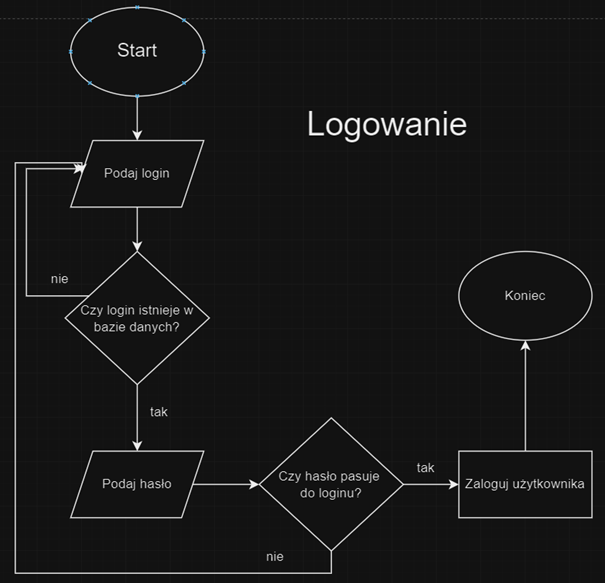 Start
Logowanie
Podaj login
nie
Czy login istnieje w
bazie danych?
tak
Podaj hasło
Czy hasło pasuje
do loginu?
tak
Zaloguj użytkownika
Koniec
nie